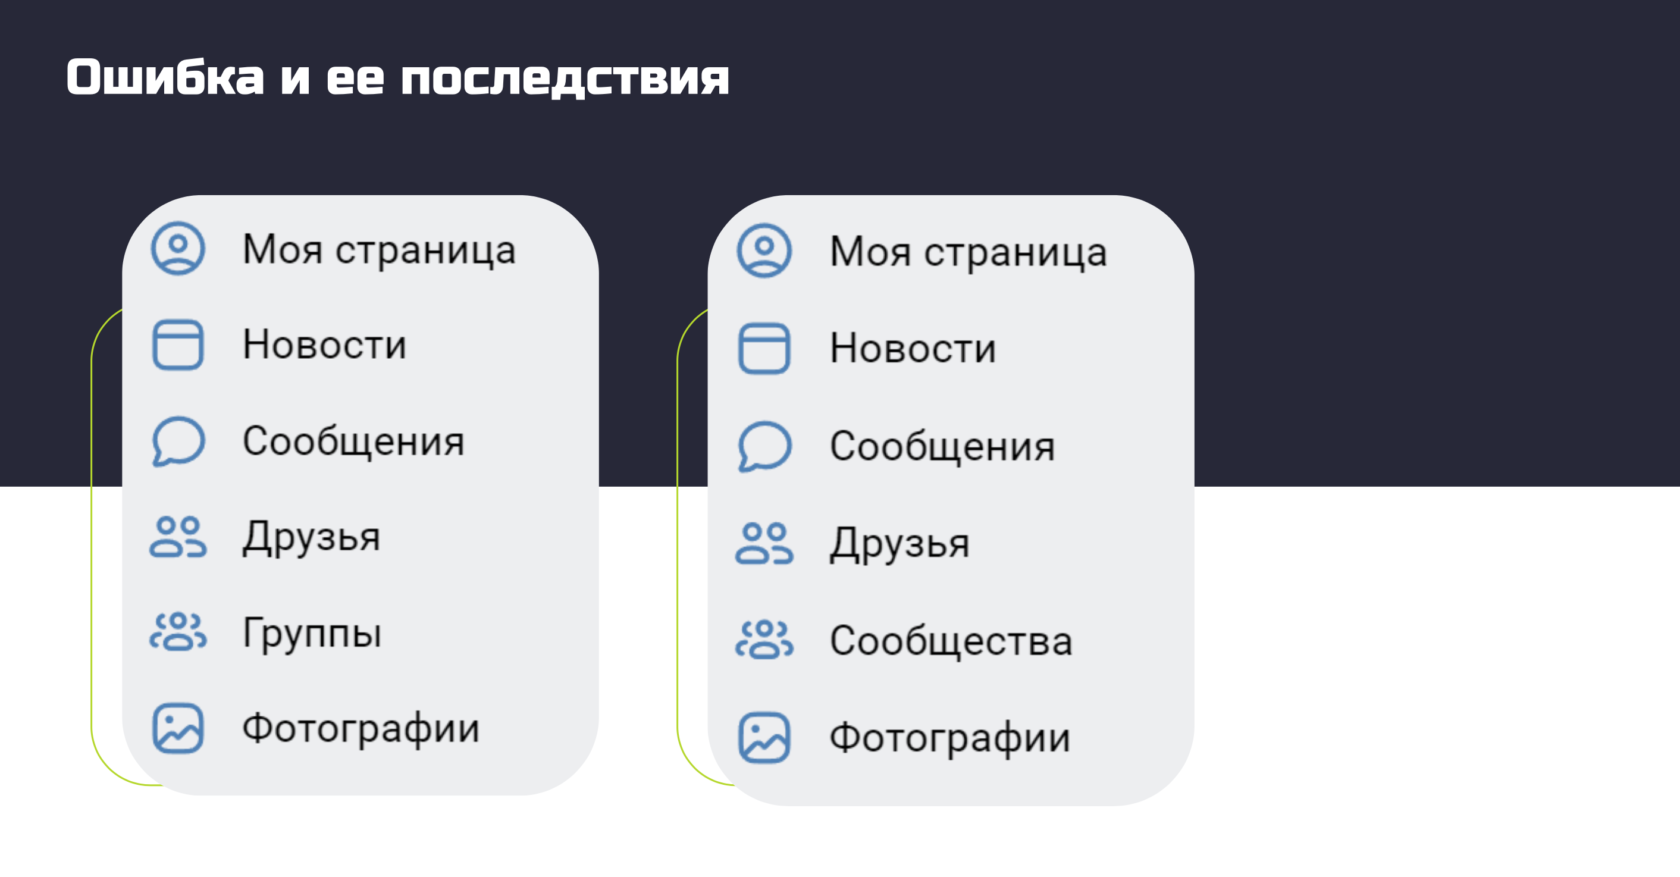 Ошибка и ее последствия
Моя страница
Новости
Сообщения
Друзья
Группы
Фотографии
Моя страница
Новости
Сообщения
Друзья
Сообщества
Фотографии